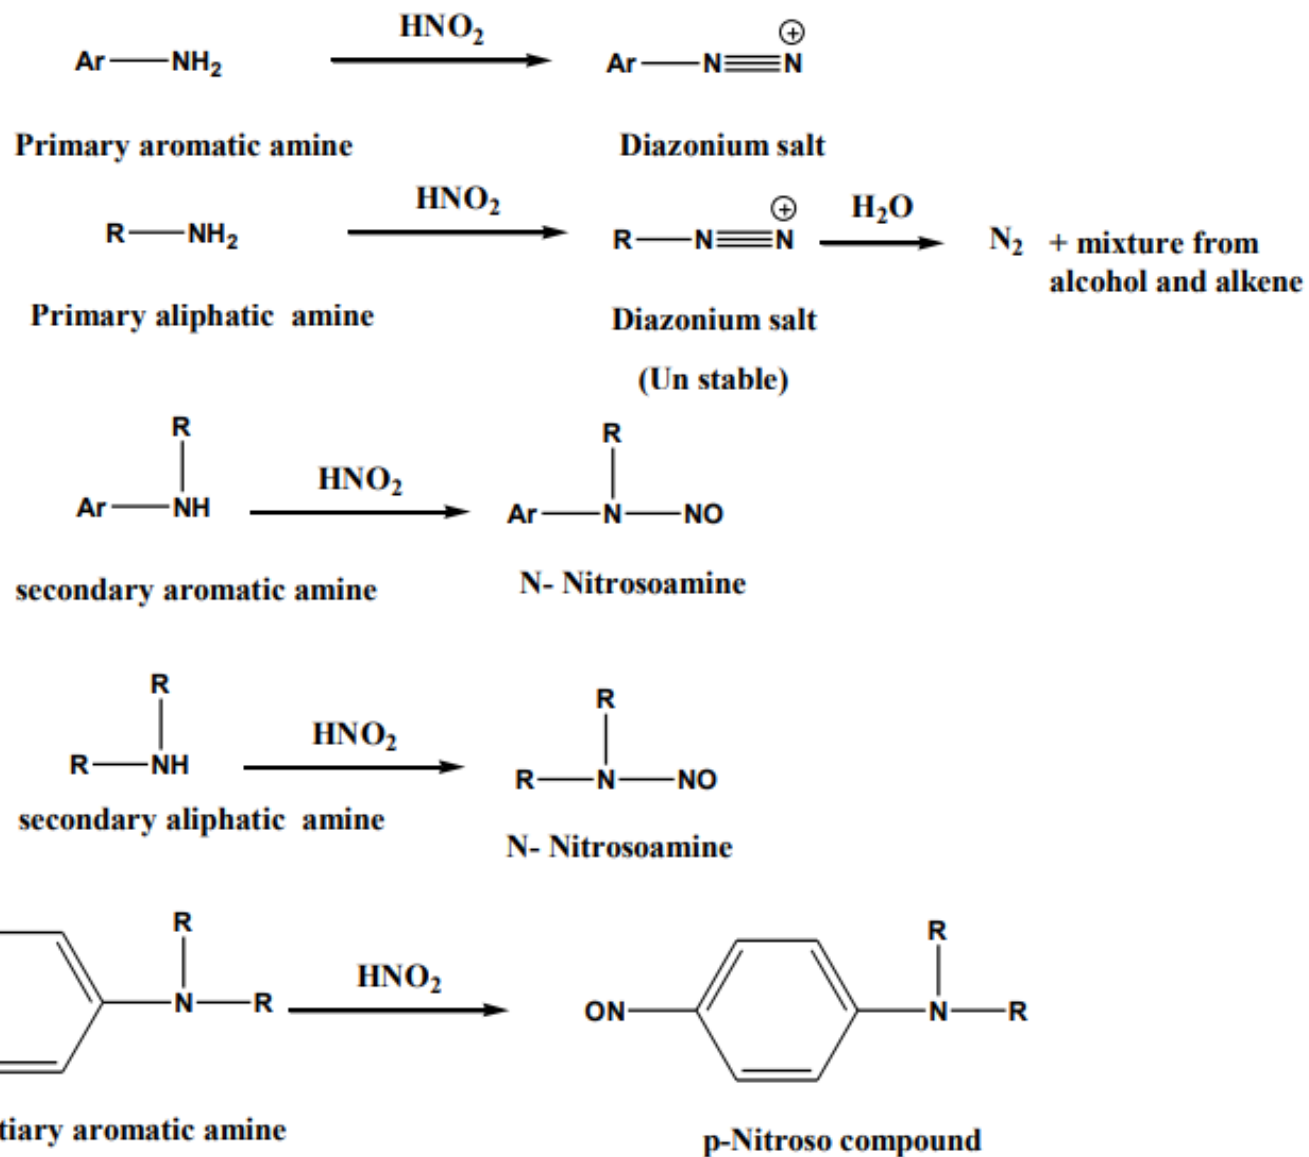 HNO₂
Ar—NH₂
Ar—N≡N
⊕
Primary aromatic amine
Diazonium salt
HNO₂
H₂O
R—NH₂
R—N≡N
⊕
N₂ + mixture from
alcohol and alkene
Primary aliphatic amine
Diazonium salt
(Un stable)
R
R
HNO₂
Ar—NH
Ar—N—NO
secondary aromatic amine
N- Nitrosoamine
R
R
HNO₂
R—NH
R—N—NO
secondary aliphatic amine
N- Nitrosoamine
R
R
HNO₂
N—R
ON
N—R
tiary aromatic amine
p-Nitroso compound